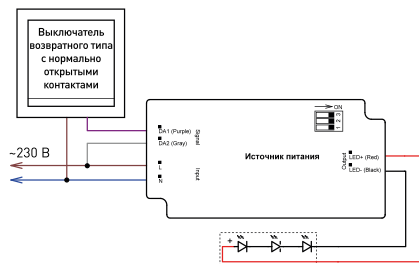 Выключатель
возвратного типа
с нормально
открытыми
контактами
ON
1 2 3
DA1 (Purple)
DA2 (Gray)
Signal
~230 В
L
N
Input
Источник питания
Output
LED+ (Red)
LED- (Black)
+